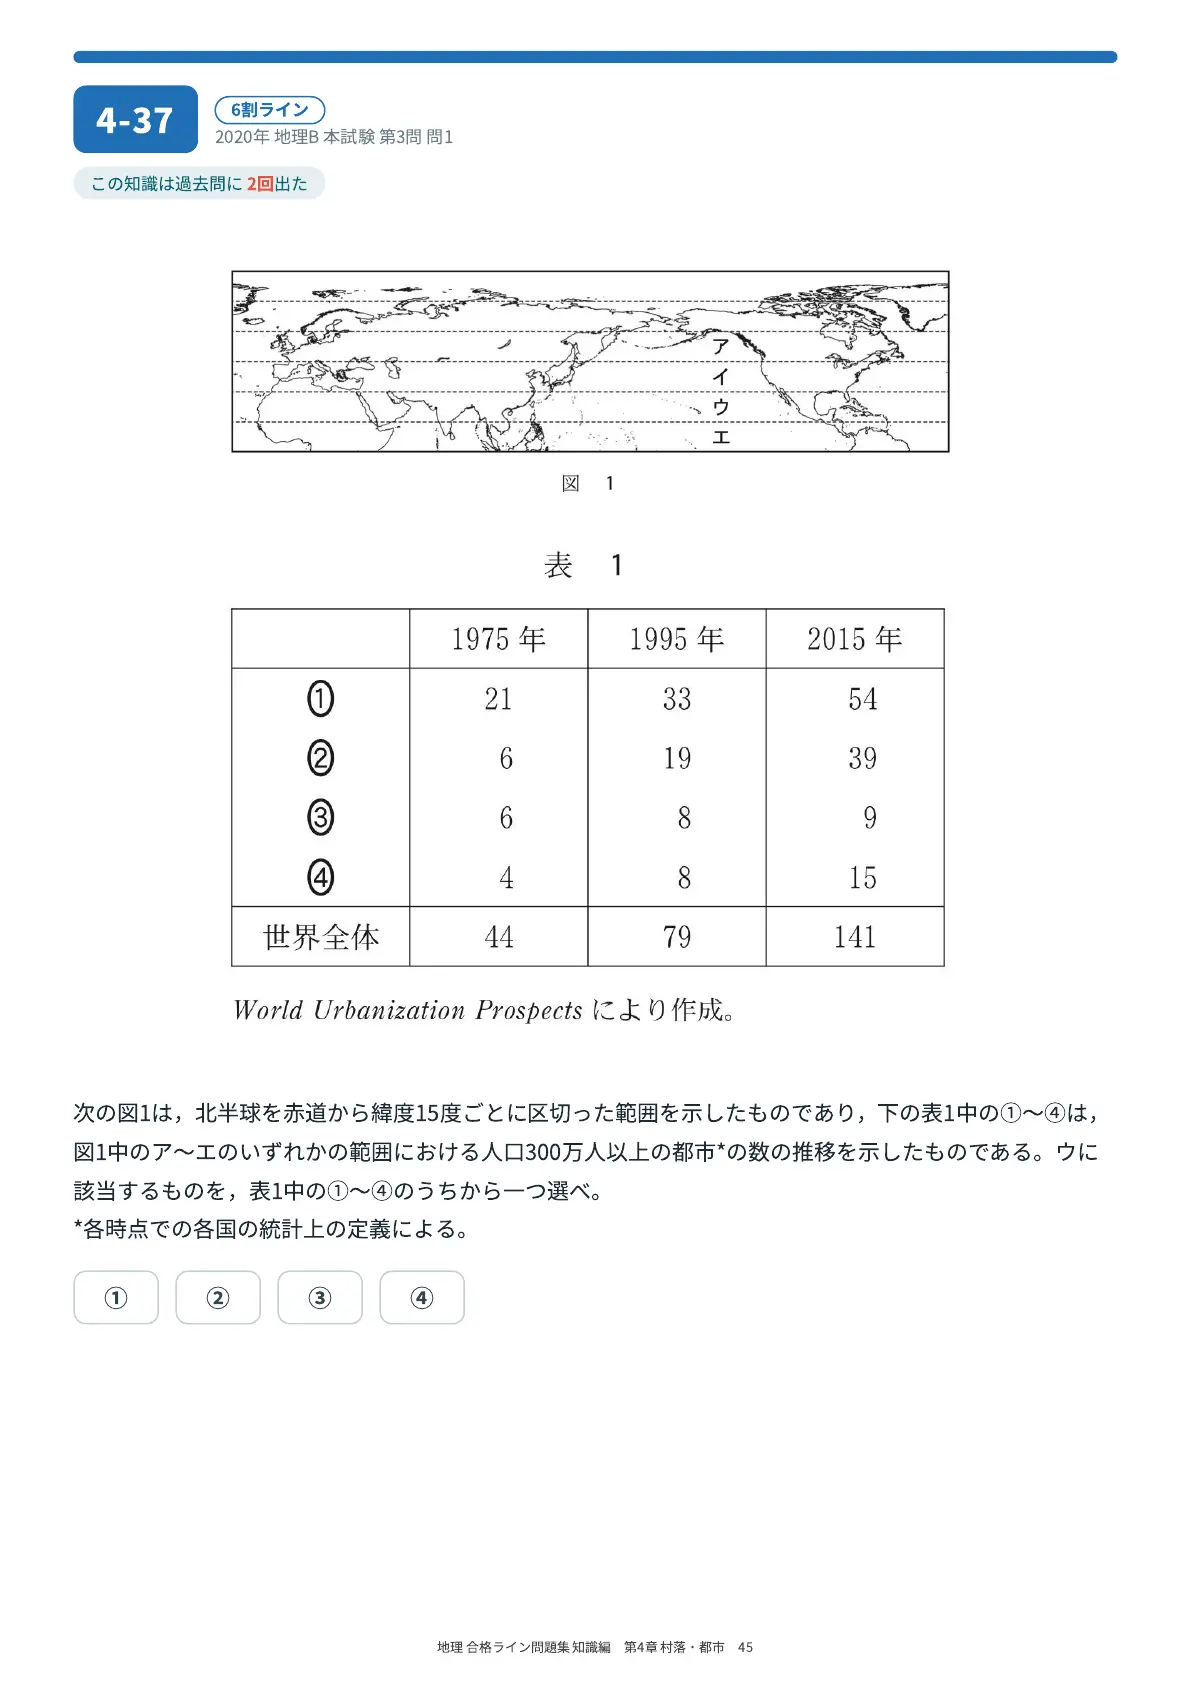 4-37
6割ライン
2020年 地理B 本試験 第3問 問1
この知識は過去問に 2回出た
ア
イ
ウ
エ
図 1
表 1
1975年 1995年 2015年
① 21 33 54
② 6 19 39
③ 6 8 9
④ 4 8 15
世界全体 44 79 141
World Urbanization Prospects により作成。
次の図1は，北半球を赤道から緯度15度ごとに区切った範囲を示したものであり，下の表1中の①～④は，
図1中のア～エのいずれかの範囲における人口300万人以上の都市*の数の推移を示したものである。ウに
該当するものを，表1中の①～④のうちから一つ選べ。
*各時点での各国の統計上の定義による。
① ② ③ ④
地理 合格ライン問題集 知識編 第4章 村落・都市 45